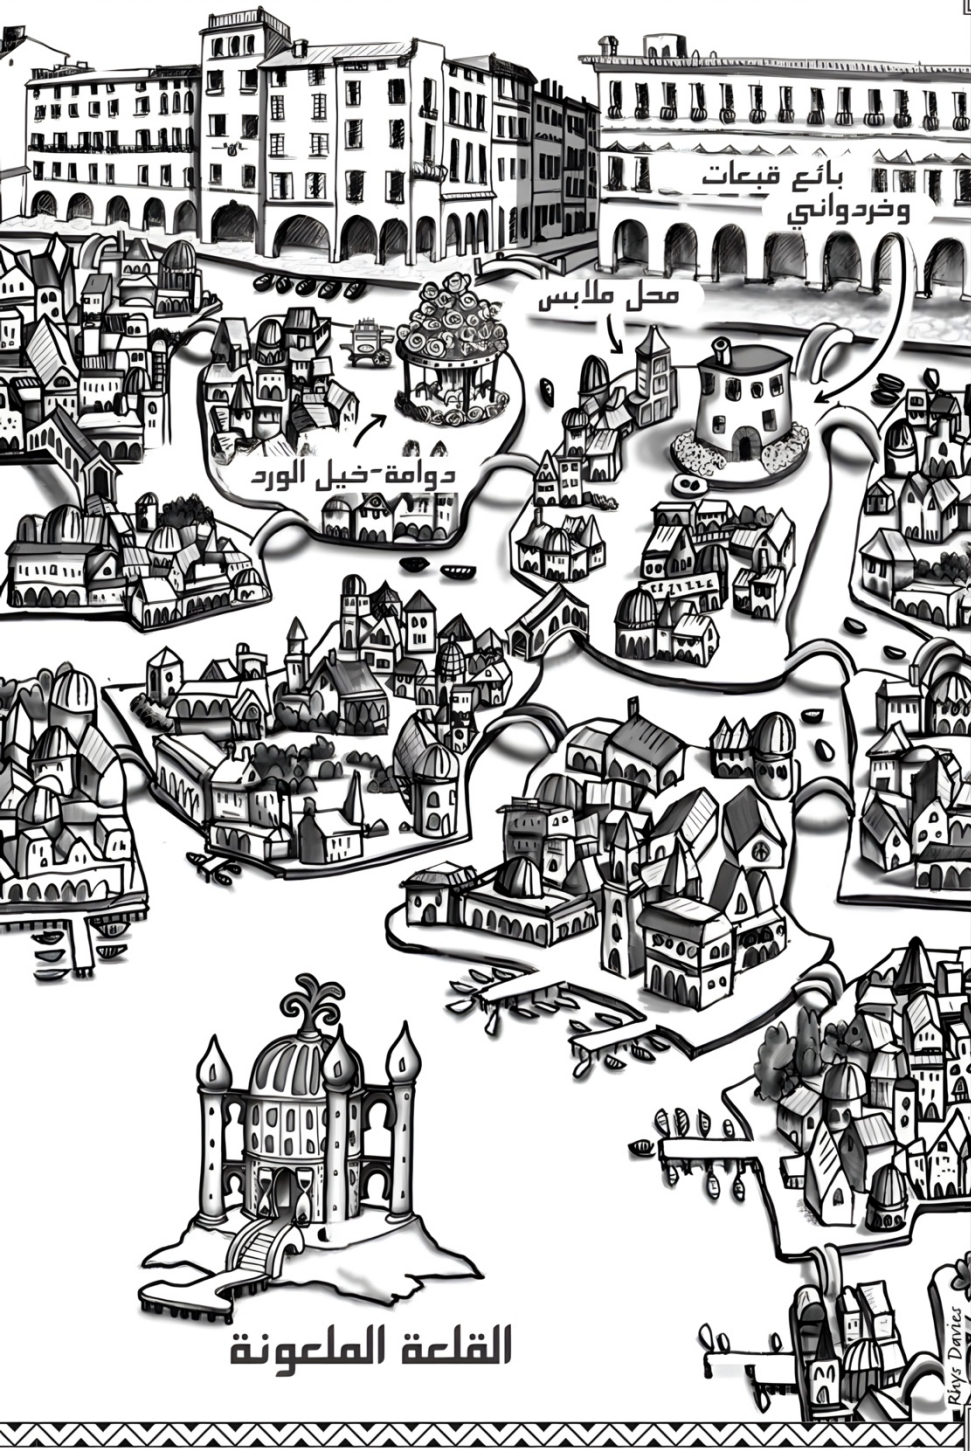 بائع قبعات
وخردواني
محل ملابس
دوامة-خيل الورد
القلعة الملعونة
Rhys Davies